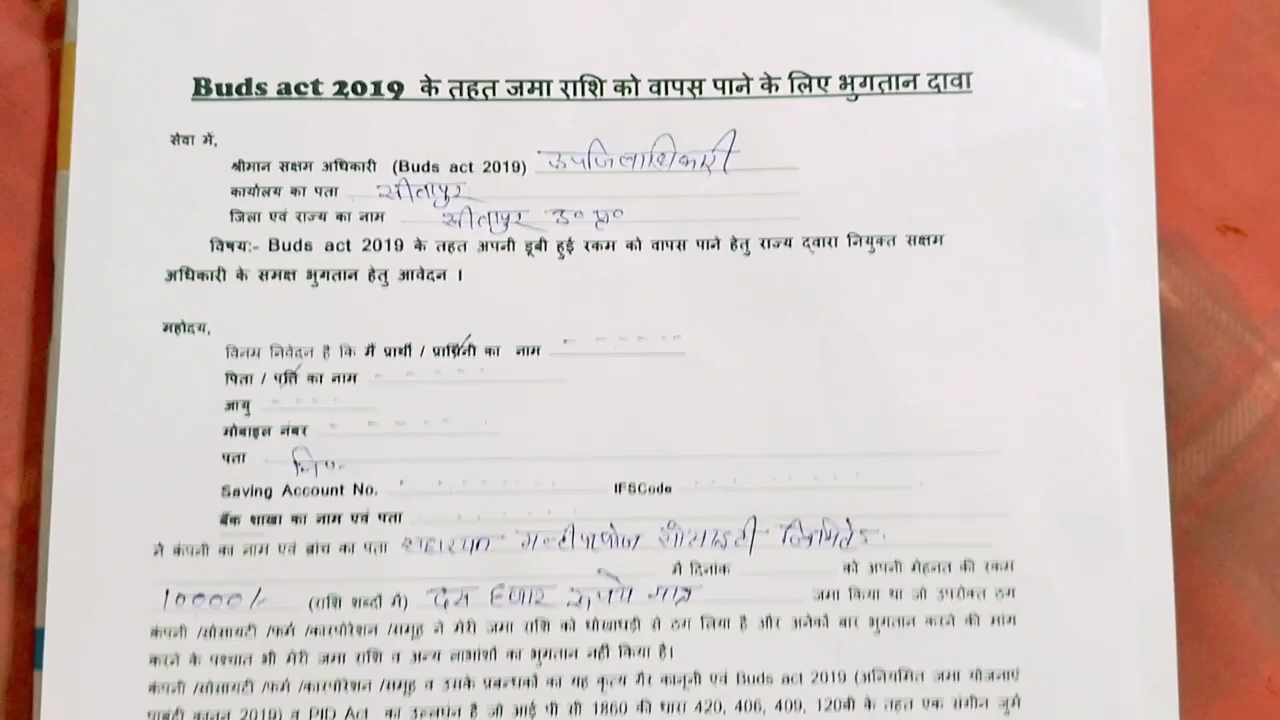 Buds act 2019 के तहत जमा राशि को वापस पाने के लिए भुगतान दावा
सेवा में,
श्रीमान सक्षम अधिकारी (Buds act 2019) उपजिलाधिकारी
कार्यालय का पता सीतापुर
जिला एवं राज्य का नाम सीतापुर उ० प्र०
विषय:- Buds act 2019 के तहत अपनी डूबी हुई रकम को वापस पाने हेतु राज्य द्वारा नियुक्त सक्षम
अधिकारी के समक्ष भुगतान हेतु आवेदन ।
महोदय,
विनम्र निवेदन है कि मैं प्रार्थी / प्रार्थिनी का नाम
पिता / पति का नाम
आयु
मोबाइल नंबर
पता नि०
Saving Account No. IFSCode
बैंक शाखा का नाम एवं पता
ने कंपनी का नाम एवं ब्रांच का पता सहारयन मल्टीपरपोज सोसाइटी लिमिटेड
में दिनांक को अपनी मेहनत की रकम
10000/- (राशि शब्दों में) दस हजार रूपये मात्र जमा किया था जो उपरोक्त ठग
कंपनी /सोसायटी /फर्म /कारपोरेशन /समूह ने मेरी जमा राशि को धोखाधड़ी से ठग लिया है और अनेकों बार भुगतान करने की मांग
करने के पश्चात भी मेरी जमा राशि व अन्य लाभांशों का भुगतान नहीं किया है।
कंपनी /सोसायटी /फर्म /कारपोरेशन /समूह व उसके प्रबन्धकों का यह कृत्य गैर कानूनी एवं Buds act 2019 (अनियमित जमा योजनाएं
पाबंदी कानून 2019) व PID Act का उल्लंघन है जो आई पी सी 1860 की धारा 420, 406, 409, 120बी के तहत एक संगीन जुर्म